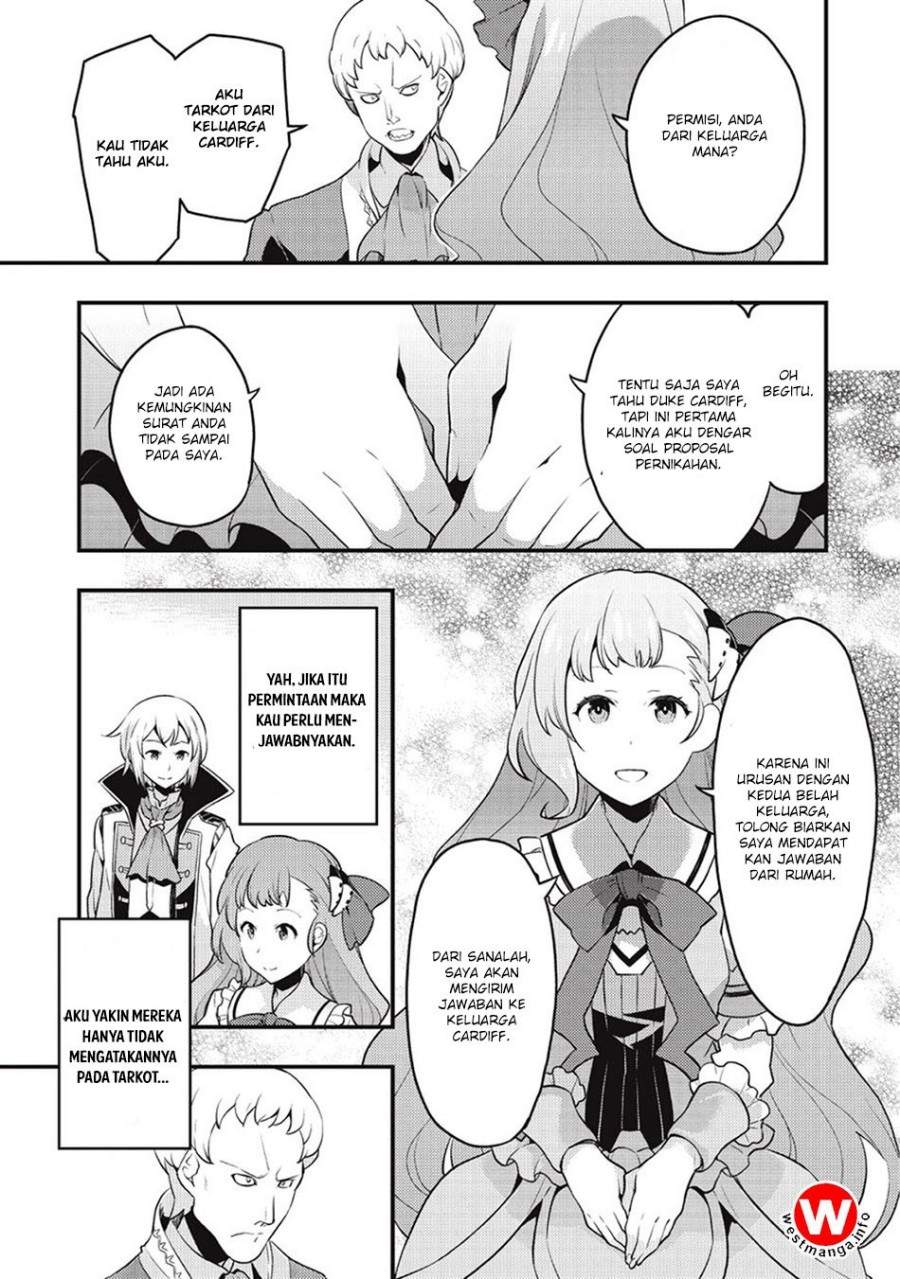 PERMISI, ANDA
DARI KELUARGA
MANA?
AKU
TARKOT DARI
KELUARGA
CARDIFF.
KAU TIDAK
TAHU AKU.
OH
BEGITU.
TENTU SAJA SAYA
TAHU DUKE CARDIFF,
TAPI INI PERTAMA
KALINYA AKU DENGAR
SOAL PROPOSAL
PERNIKAHAN.
JADI ADA
KEMUNGKINAN
SURAT ANDA
TIDAK SAMPAI
PADA SAYA.
KARENA INI
URUSAN DENGAN
KEDUA BELAH
KELUARGA,
TOLONG BIARKAN
SAYA MENDAPAT
KAN JAWABAN
DARI RUMAH.
DARI SANALAH,
SAYA AKAN
MENGIRIM
JAWABAN KE
KELUARGA
CARDIFF.
YAH, JIKA ITU
PERMINTAAN MAKA
KAU PERLU MEN-
JAWABNYAKAN.
AKU YAKIN MEREKA
HANYA TIDAK
MENGATAKANNYA
PADA TARKOT...
W
westmanga.info